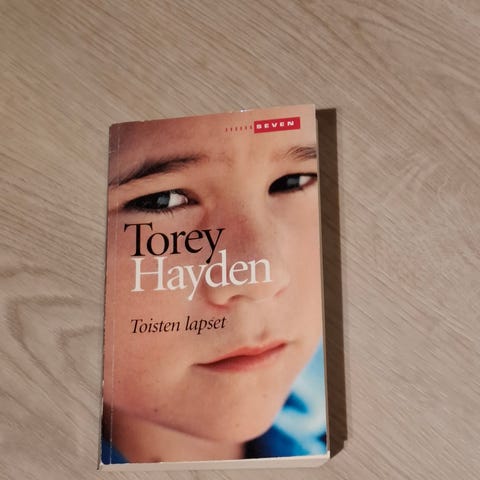 SEVEN
Torey
Hayden
Toisten lapset